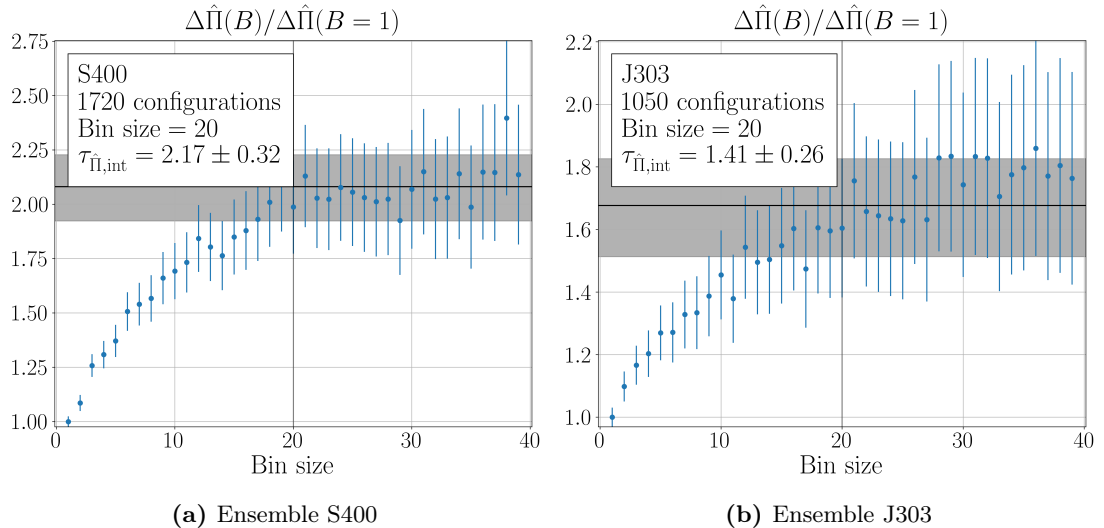 ΔΠ̂(B)/ΔΠ̂(B = 1)
2.75
2.50
2.25
2.00
1.75
1.50
1.25
1.00
S400
1720 configurations
Bin size = 20
τ_Π̂,int = 2.17 ± 0.32
0 10 20 30 40
Bin size
(a) Ensemble S400
ΔΠ̂(B)/ΔΠ̂(B = 1)
2.2
2.0
1.8
1.6
1.4
1.2
1.0
J303
1050 configurations
Bin size = 20
τ_Π̂,int = 1.41 ± 0.26
0 10 20 30 40
Bin size
(b) Ensemble J303